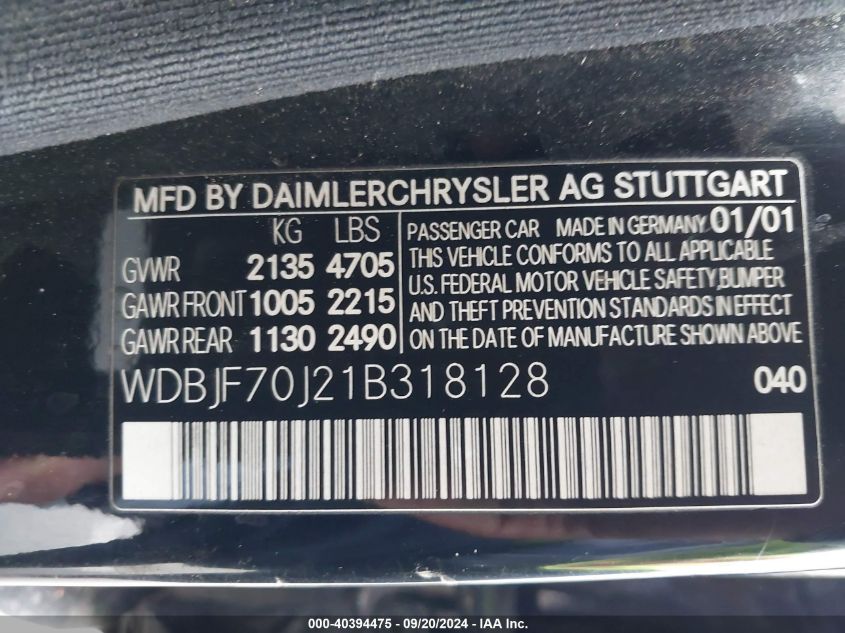 MFD BY DAIMLERCHRYSLER AG STUTTGART
KG LBS
GVWR 2135 4705
GAWR FRONT 1005 2215
GAWR REAR 1130 2490
PASSENGER CAR MADE IN GERMANY 01/01
THIS VEHICLE CONFORMS TO ALL APPLICABLE
U.S. FEDERAL MOTOR VEHICLE SAFETY, BUMPER
AND THEFT PREVENTION STANDARDS IN EFFECT
ON THE DATE OF MANUFACTURE SHOWN ABOVE
WDBJF70J21B318128 040
000-40394475 - 09/20/2024 - IAA Inc.